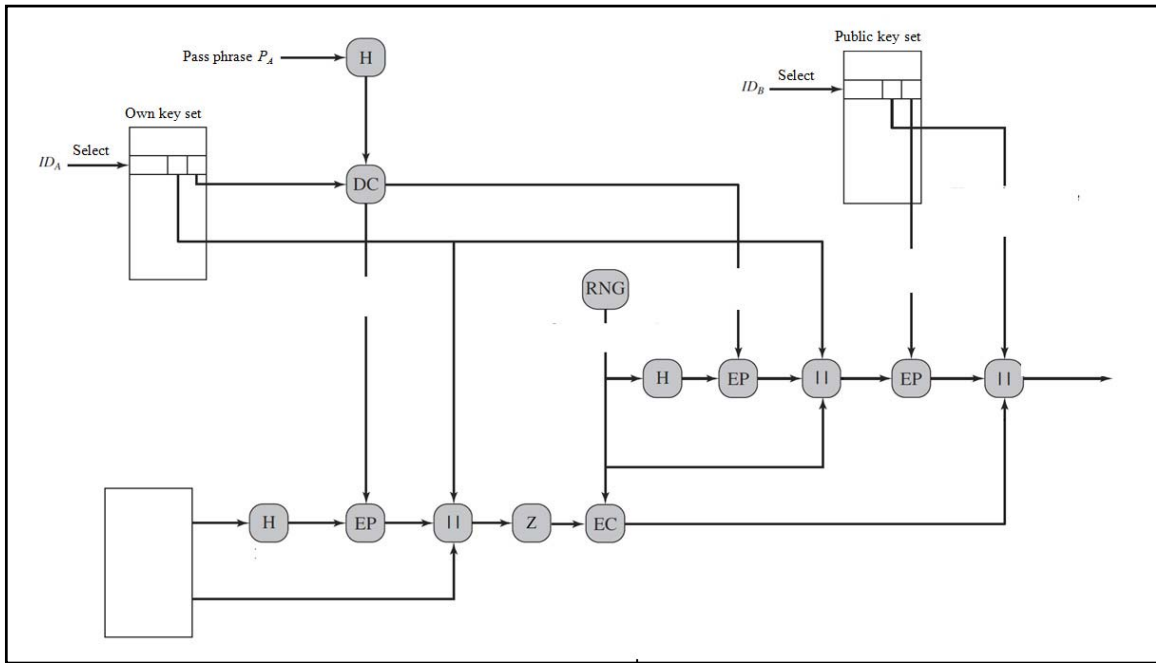 Public key set
Pass phrase P_A
H
Select
ID_B
Own key set
Select
ID_A
DC
RNG
H
EP
||
EP
||
H
EP
||
Z
EC